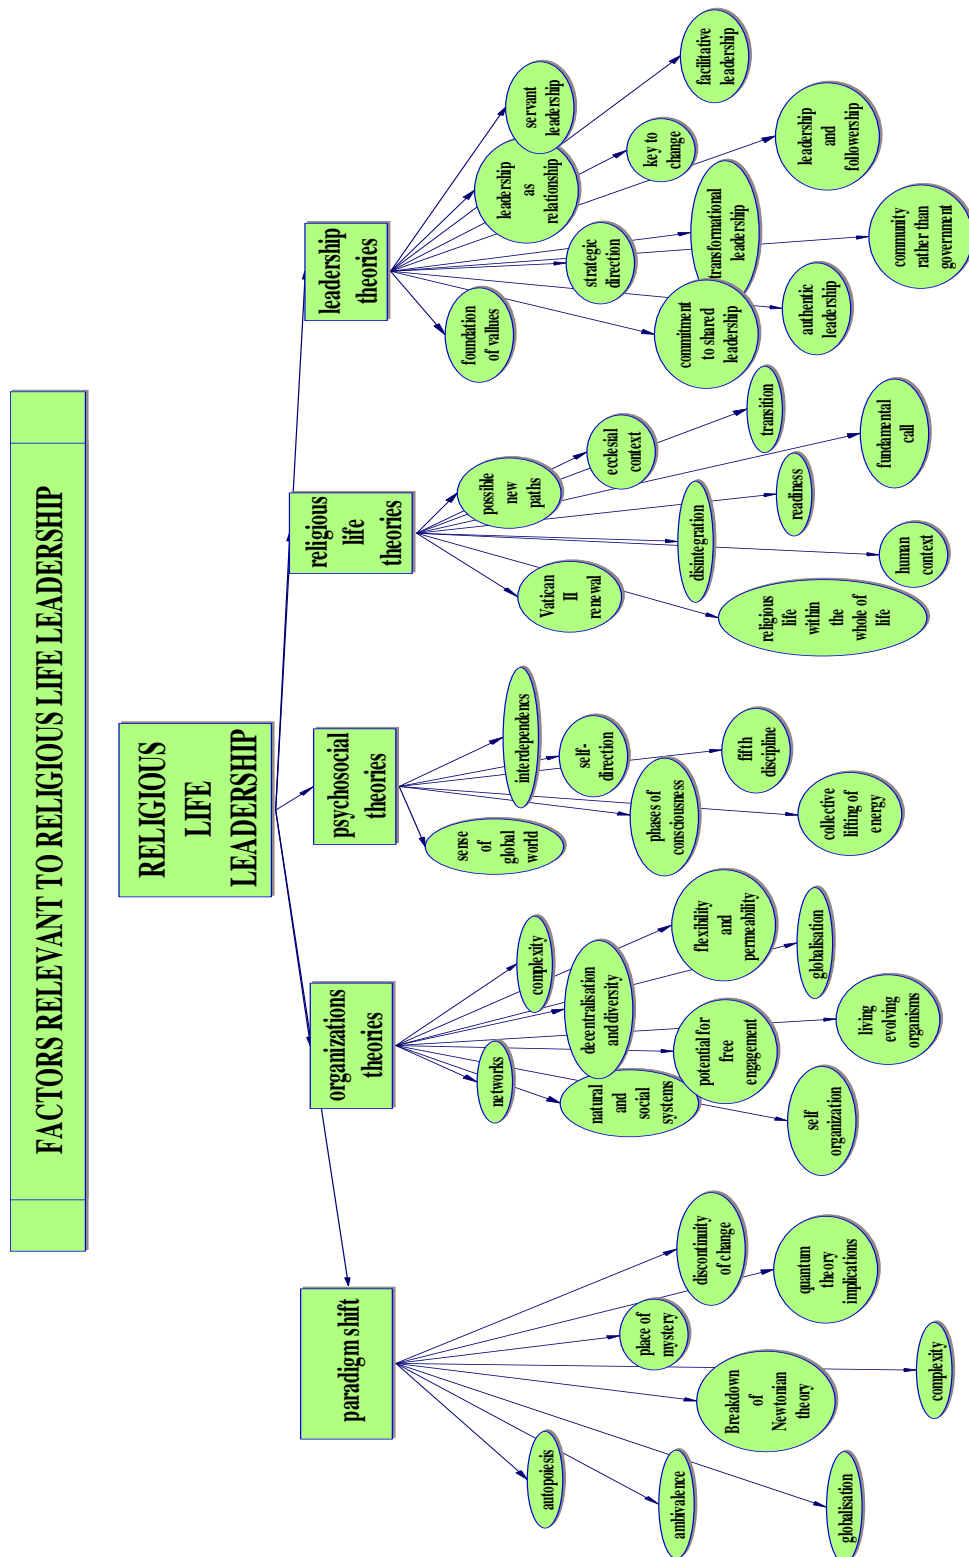 FACTORS RELEVANT TO RELIGIOUS LIFE LEADERSHIP
RELIGIOUS
LIFE
LEADERSHIP
paradigm shift
autopoiesis
ambivalence
globalisation
place of
mystery
Breakdown
of
Newtonian
theory
discontinuity
of change
quantum
theory
implications
complexity
organizations
theories
networks
natural
and
social
systems
complexity
decentralisation
and diversity
potential for
free
engagement
self
organization
flexibility
and
permeability
globalisation
living
evolving
organisms
psychosocial
theories
sense
of
global
world
interdependencs
self-
direction
phases of
consciousness
fifth
discipline
collective
lifting of
energy
religious
life
theories
Vatican
II
renewal
possible
new
paths
ecclesial
context
disintegration
religious
life
within
the
whole of
life
transition
readiness
human
context
fundamental
call
leadership
theories
foundation
of vallues
leadership
as
relationship
servant
leadership
strategic
direction
key to
change
commitment
to shared
leadership
transformational
leadership
facilitative
leadership
authentic
leadership
leadership
and
followership
community
rather than
government